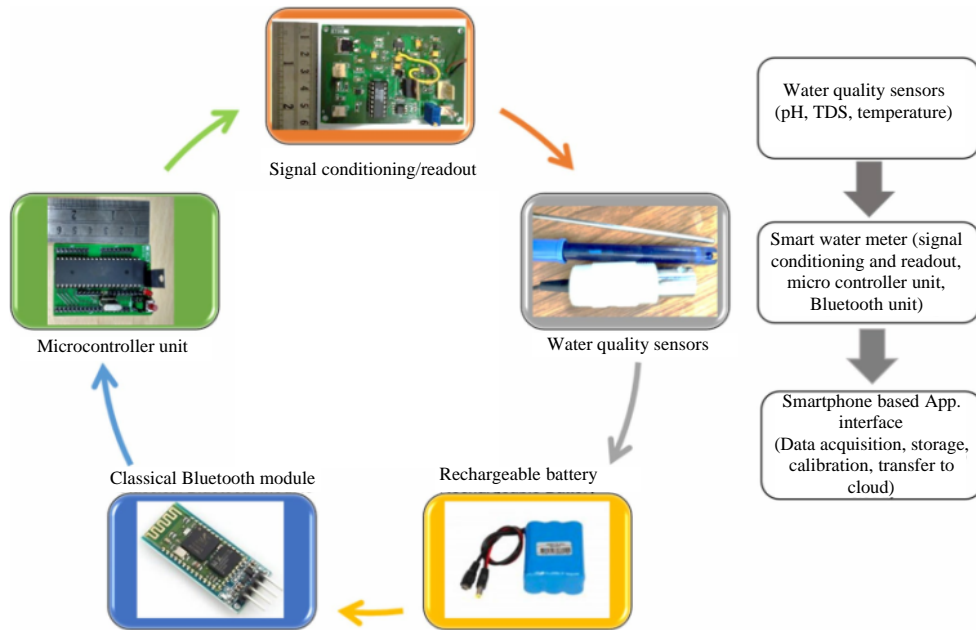 Signal conditioning/readout
Microcontroller unit
Water quality sensors
Classical Bluetooth module
Rechargeable battery
Water quality sensors
(pH, TDS, temperature)
Smart water meter (signal
conditioning and readout,
micro controller unit,
Bluetooth unit)
Smartphone based App.
interface
(Data acquisition, storage,
calibration, transfer to
cloud)